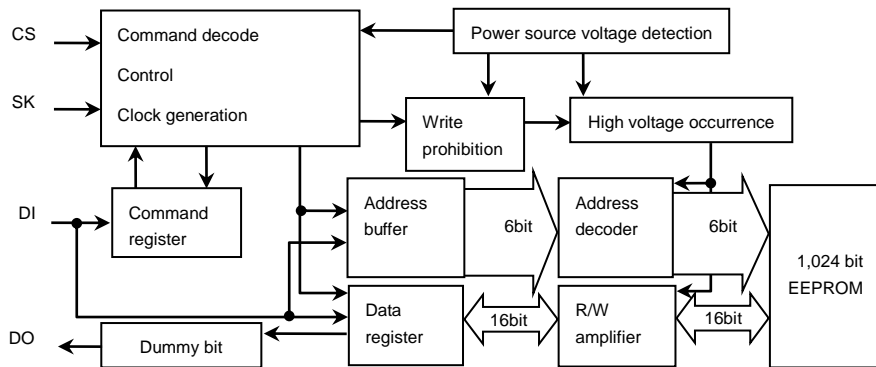 CS
Command decode
Power source voltage detection
Control
SK
Clock generation
Write
prohibition
High voltage occurrence
DI
Command
register
Address
buffer
6bit
Address
decoder
6bit
1,024 bit
EEPROM
Data
register
16bit
R/W
amplifier
16bit
DO
Dummy bit